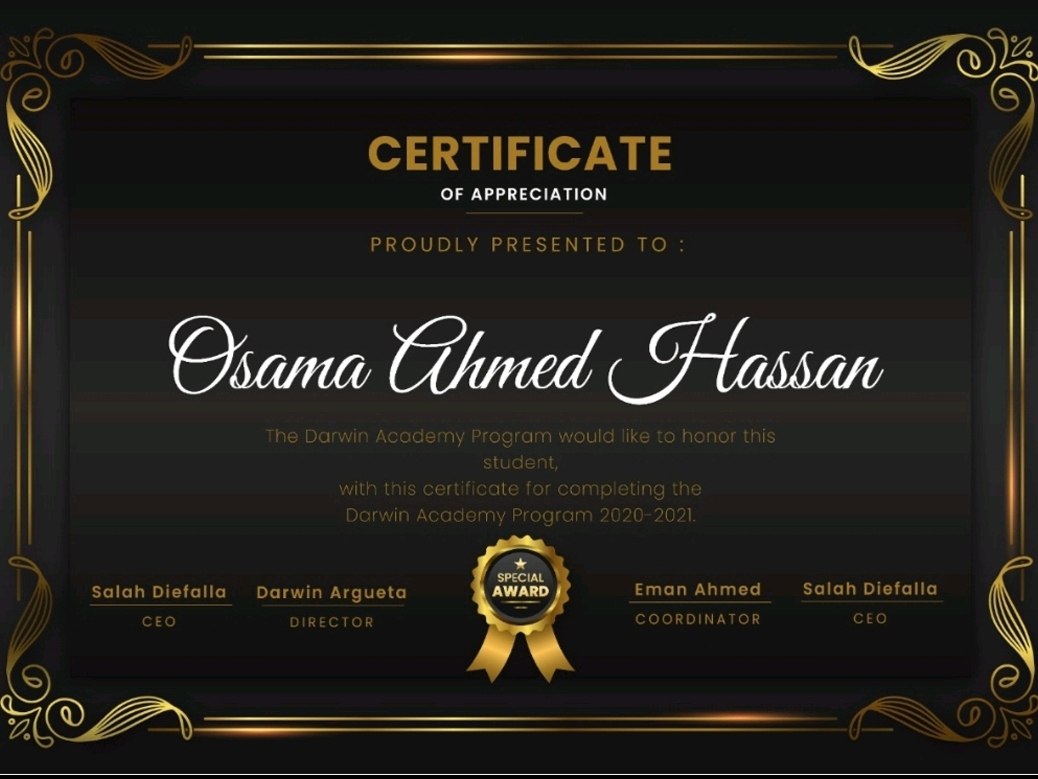 CERTIFICATE
OF APPRECIATION
PROUDLY PRESENTED TO :
Osama Ahmed Hassan
The Darwin Academy Program would like to honor this
student,
with this certificate for completing the
Darwin Academy Program 2020-2021.
SPECIAL
AWARD
Salah Diefalla
CEO
Darwin Argueta
DIRECTOR
Eman Ahmed
COORDINATOR
Salah Diefalla
CEO